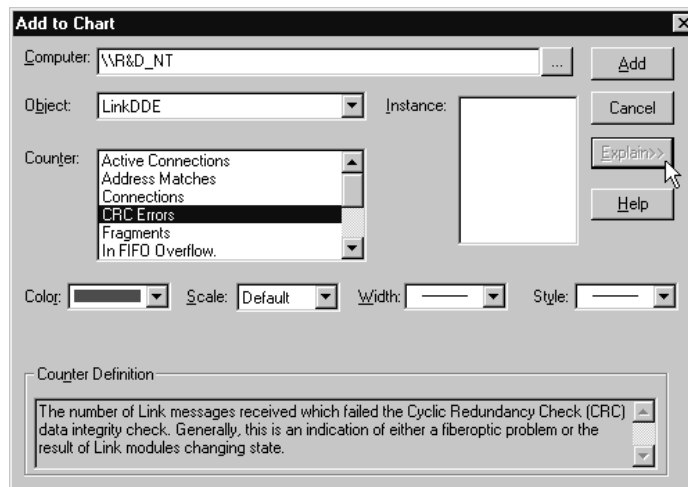 Add to Chart
Computer: \\R&D_NT ... Add
Object: LinkDDE Instance: Cancel
Counter: Active Connections Explain>>
Address Matches
Connections
CRC Errors Help
Fragments
In FIFO Overflow.
Color: Scale: Default Width: Style:
Counter Definition
The number of Link messages received which failed the Cyclic Redundancy Check (CRC)
data integrity check. Generally, this is an indication of either a fiberoptic problem or the
result of Link modules changing state.